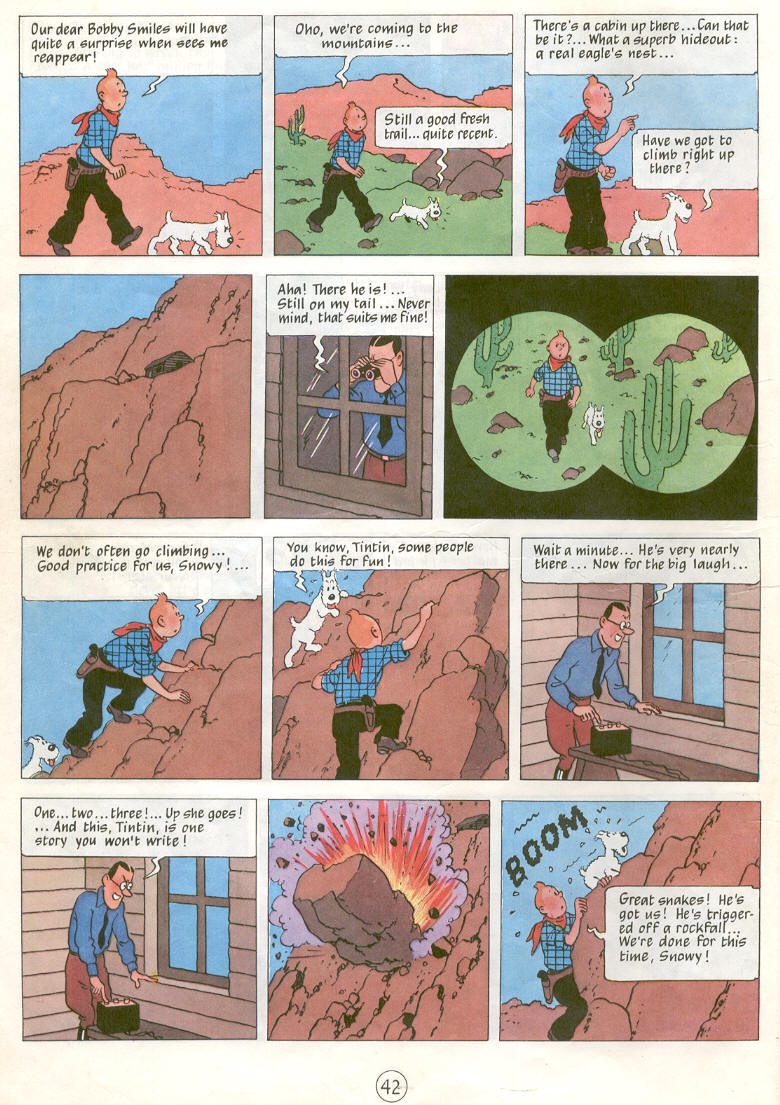 Our dear Bobby Smiles will have
quite a surprise when sees me
reappear!
Oho, we're coming to the
mountains...
Still a good fresh
trail... quite recent.
There's a cabin up there...Can that
be it?...What a superb hideout:
a real eagle's nest...
Have we got to
climb right up
there?
Aha! There he is!...
Still on my tail... Never
mind, that suits me fine!
We don't often go climbing...
Good practice for us, Snowy!...
You know, Tintin, some people
do this for fun!
Wait a minute... He's very nearly
there... Now for the big laugh...
One...two...three!... Up she goes!
... And this, Tintin, is one
story you won't write!
BOOM
Great snakes! He's
got us! He's trigger-
ed off a rockfall...
We're done for this
time, Snowy!
42